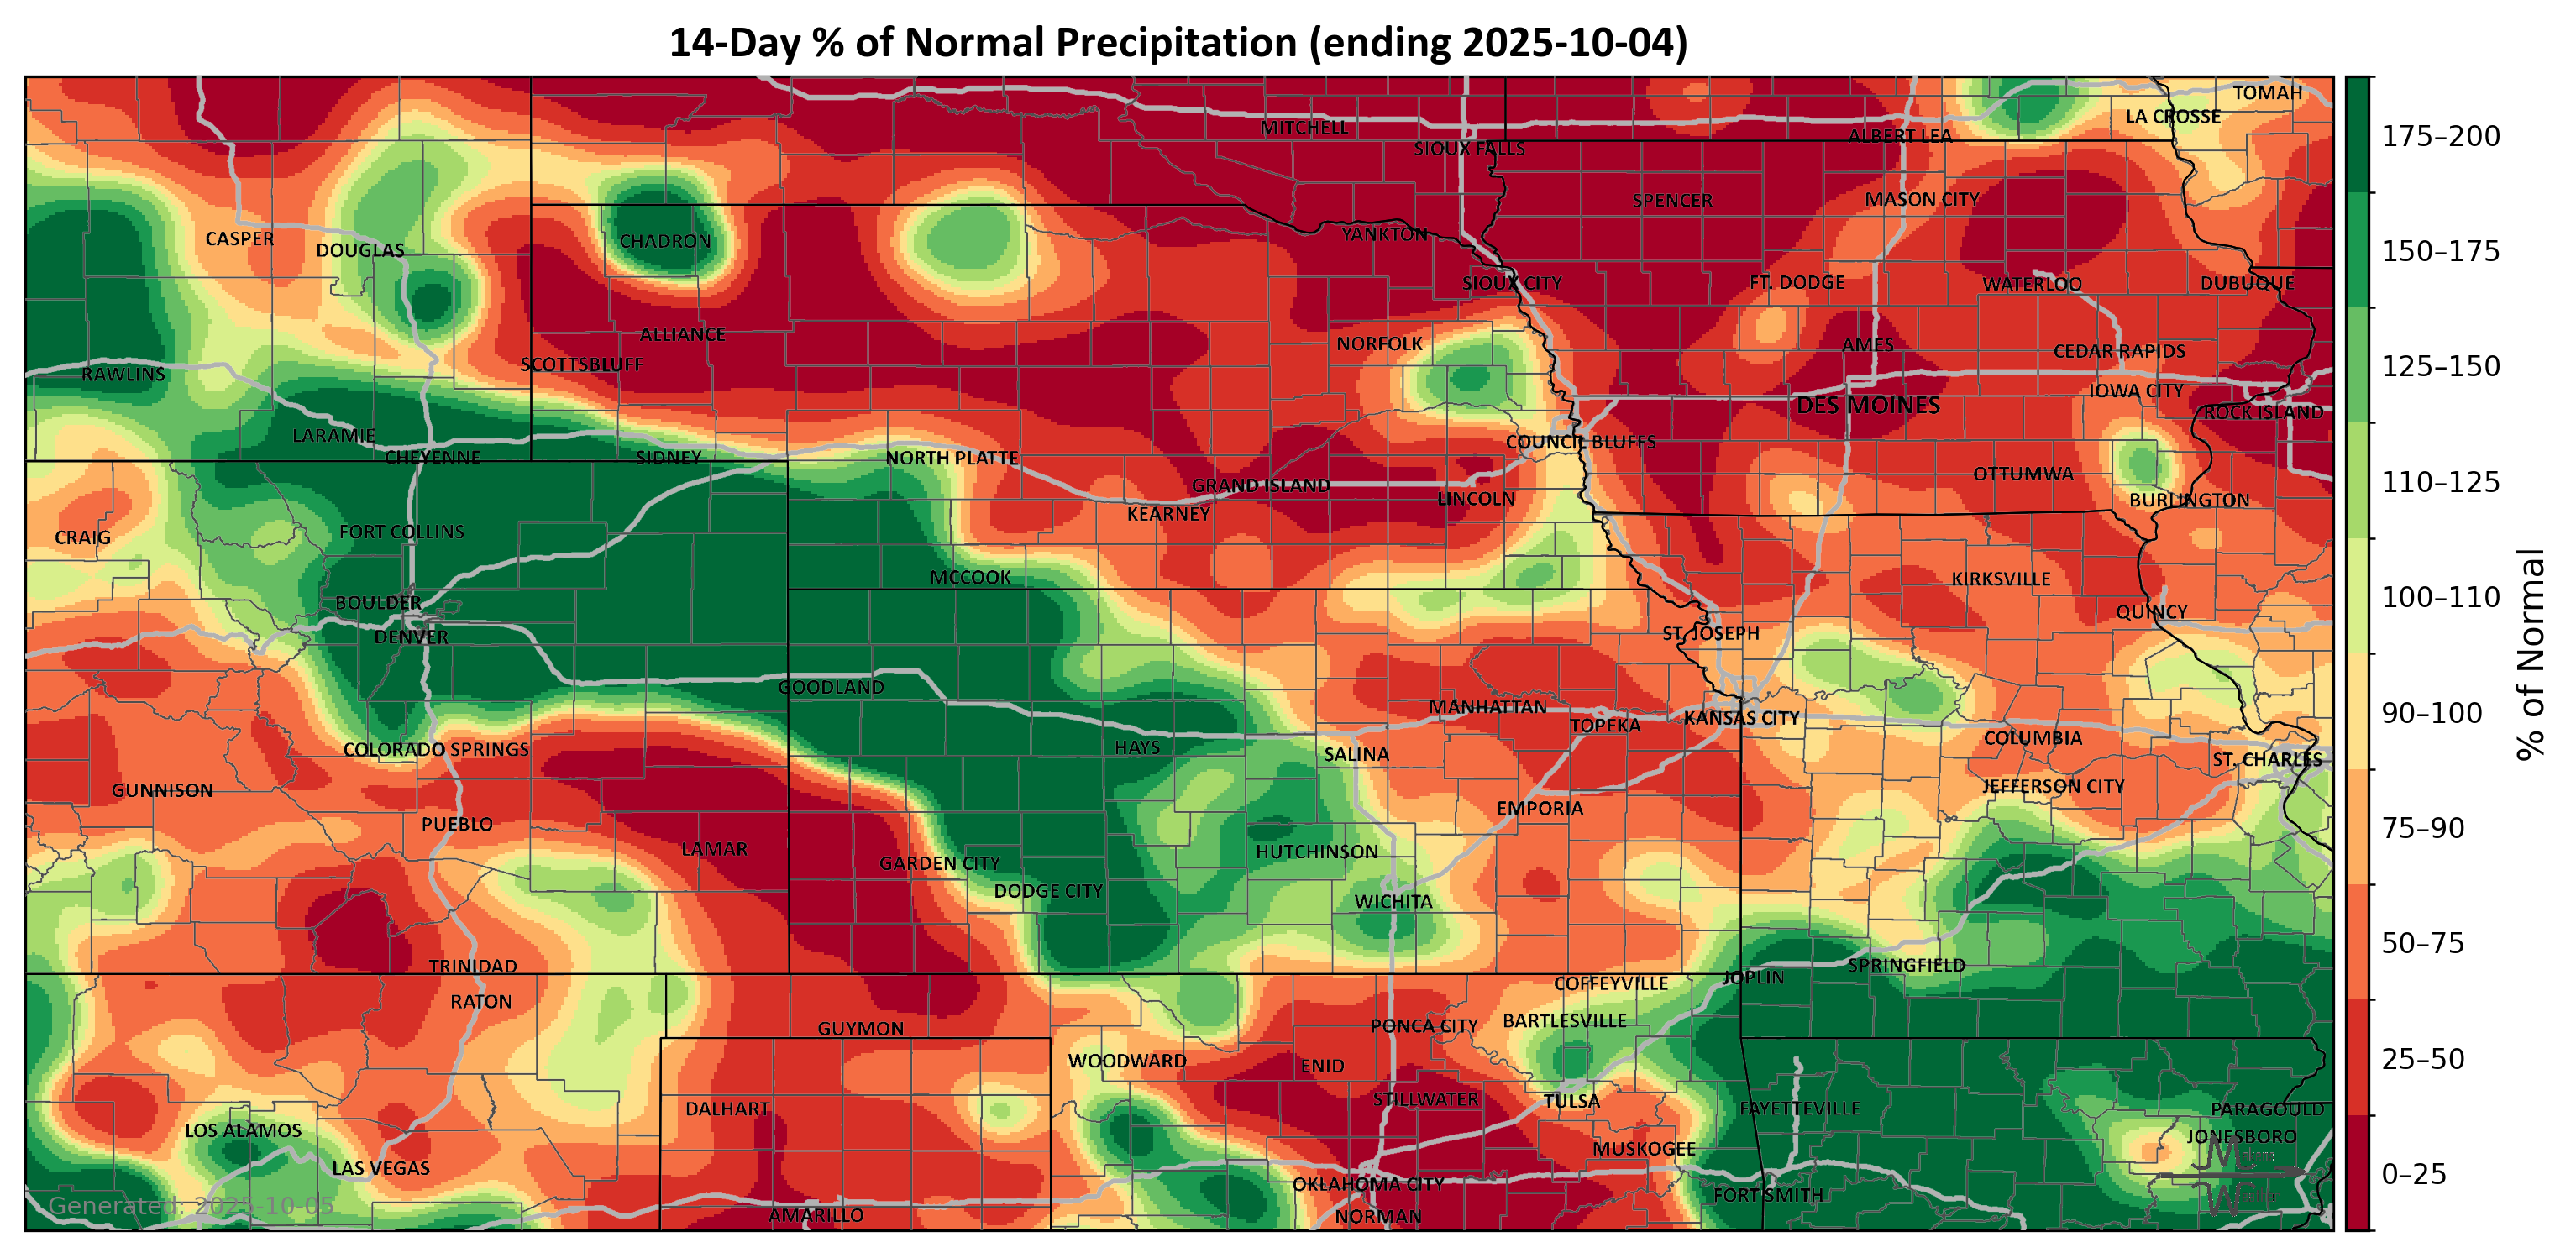 14-Day % of Normal Precipitation (ending 2025-10-04)
TOMAH
LA CROSSE
MITCHELL
ALBERT LEA
SIOUX FALLS
SPENCER
MASON CITY
YANKTON
CASPER
DOUGLAS
CHADRON
SIOUX CITY
FT. DODGE
WATERLOO
DUBUQUE
ALLIANCE
NORFOLK
AMES
CEDAR RAPIDS
SCOTTSBLUFF
RAWLINS
IOWA CITY
DES MOINES
ROCK ISLAND
LARAMIE
COUNCIL BLUFFS
CHEYENNE
SIDNEY
NORTH PLATTE
OTTUMWA
GRAND ISLAND
LINCOLN
BURLINGTON
KEARNEY
FORT COLLINS
CRAIG
MCCOOK
KIRKSVILLE
BOULDER
QUINCY
DENVER
ST. JOSEPH
GOODLAND
MANHATTAN
TOPEKA
KANSAS CITY
COLUMBIA
COLORADO SPRINGS
HAYS
SALINA
ST. CHARLES
GUNNISON
JEFFERSON CITY
EMPORIA
PUEBLO
LAMAR
GARDEN CITY
HUTCHINSON
DODGE CITY
WICHITA
TRINIDAD
SPRINGFIELD
JOPLIN
COFFEYVILLE
RATON
GUYMON
PONCA CITY
BARTLESVILLE
WOODWARD
ENID
STILLWATER
TULSA
DALHART
FAYETTEVILLE
PARAGOULD
LOS ALAMOS
JONESBORO
MUSKOGEE
LAS VEGAS
OKLAHOMA CITY
FORT SMITH
AMARILLO
NORMAN
Generated: 2025-10-05
175–200
150–175
125–150
110–125
100–110
90–100
75–90
50–75
25–50
0–25
% of Normal